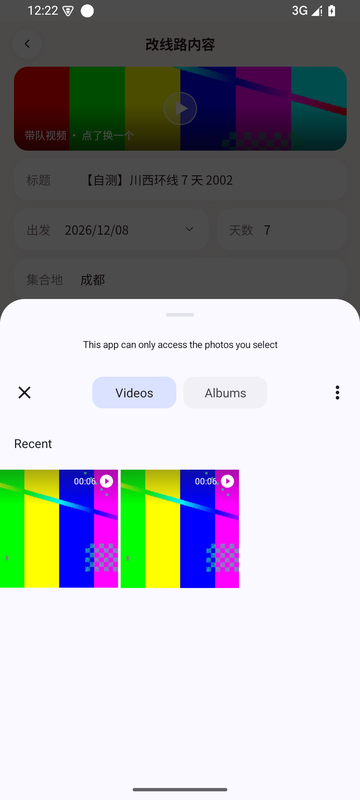 12:22
3G
改线路内容
带队视频 · 点了换一个
标题 【自测】川西环线 7 天 2002
出发 2026/12/08
天数 7
集合地 成都
This app can only access the photos you select
Videos
Albums
Recent
00:06
00:06